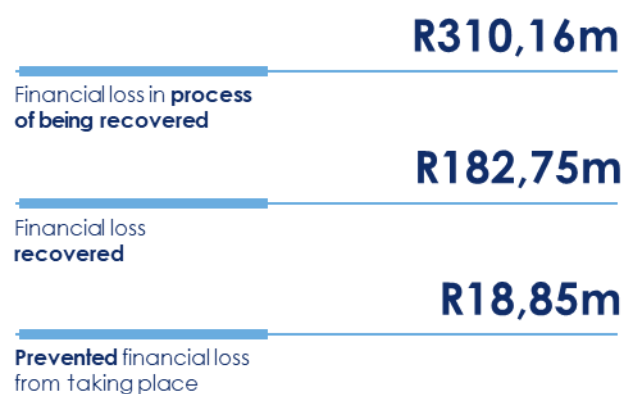 R310,16m
Financial loss in process
of being recovered
R182,75m
Financial loss
recovered
R18,85m
Prevented financial loss
from taking place